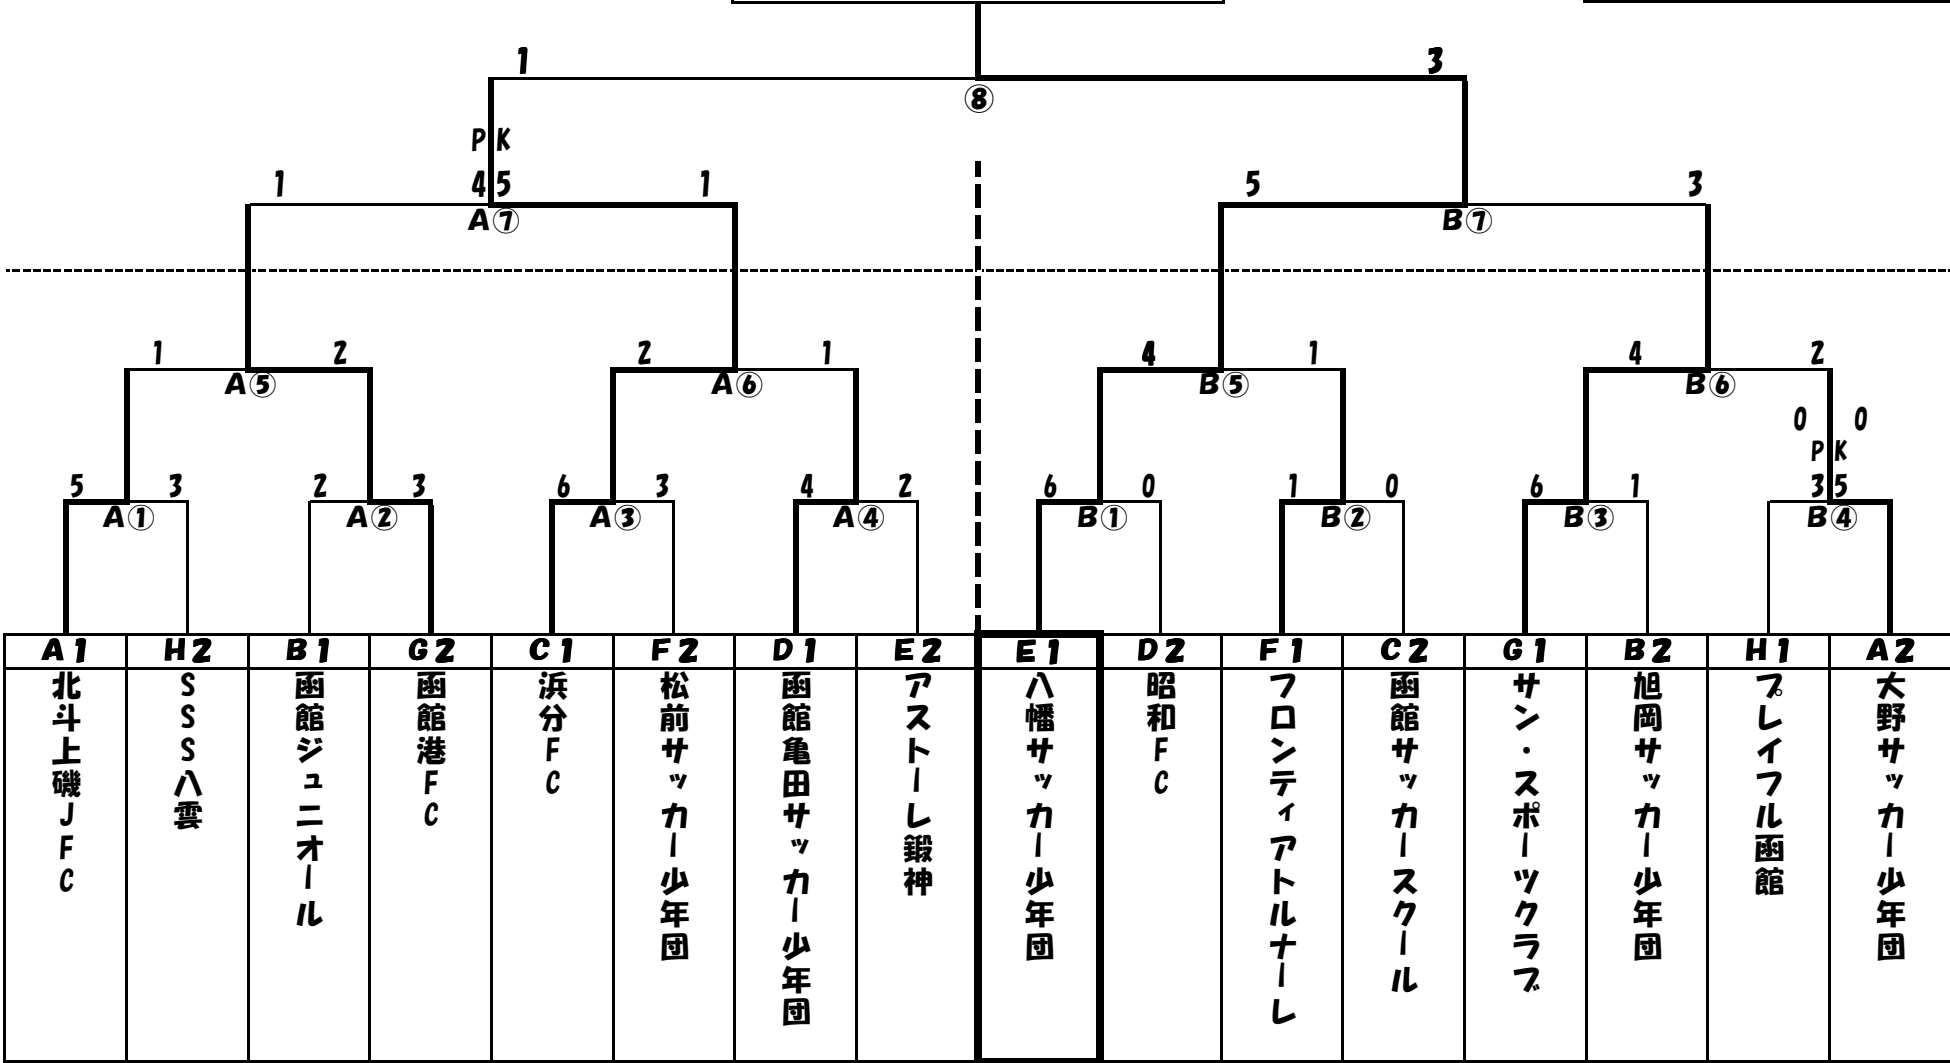 1 3
⑧
PK
1 45 1 5 3
A⑦ B⑦
1 2 2 1 4 1 4 2
A⑤ A⑥ B⑤ B⑥
0 0
PK
5 3 2 3 6 3 4 2 6 0 1 0 6 1 35
A① A② A③ A④ B① B② B③ B④
A1 H2 B1 G2 C1 F2 D1 E2 E1 D2 F1 C2 G1 B2 H1 A2
北斗上磯JFC
SSS八雲
函館ジュニオール
函館港FC
浜分FC
松前サッカー少年団
函館亀田サッカー少年団
アストーレ鍛神
八幡サッカー少年団
昭和FC
フロンティアトルナーレ
函館サッカースクール
サン・スポーツクラブ
旭岡サッカー少年団
プレイフル函館
大野サッカー少年団